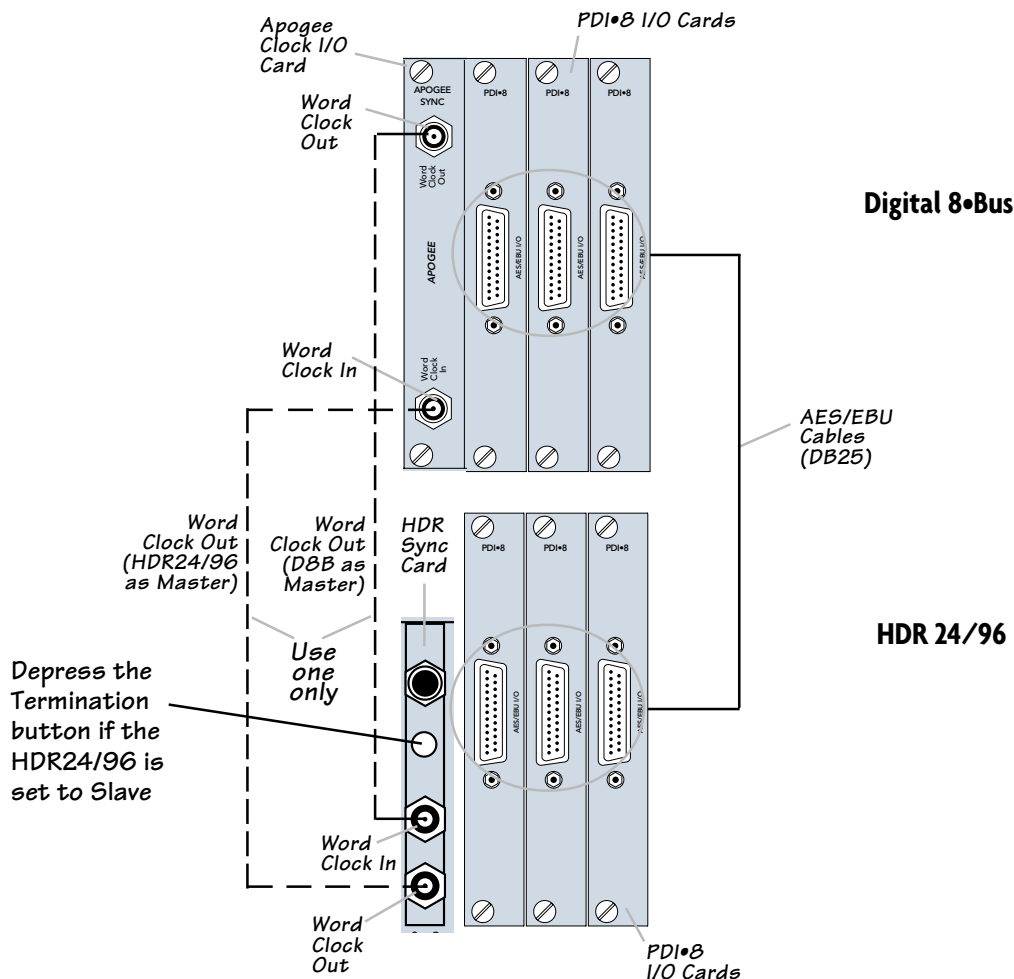 Apogee
Clock I/O
Card
PDI•8 I/O Cards
APOGEE
SYNC
PDI•8
PDI•8
PDI•8
Word
Clock
Out
Word
Clock
Out
Digital 8•Bus
APOGEE
AES/EBU I/O
AES/EBU I/O
AES/EBU I/O
Word
Clock In
Word
Clock
In
AES/EBU
Cables
(DB25)
Word
Clock Out
(HDR24/96
as Master)
Word
Clock Out
(D8B as
Master)
HDR
Sync
Card
PDI•8
PDI•8
PDI•8
HDR 24/96
Use
one
only
Depress the
Termination
button if the
HDR24/96 is
set to Slave
AES/EBU I/O
AES/EBU I/O
AES/EBU I/O
Word
Clock In
Word
Clock
Out
PDI•8
I/O Cards